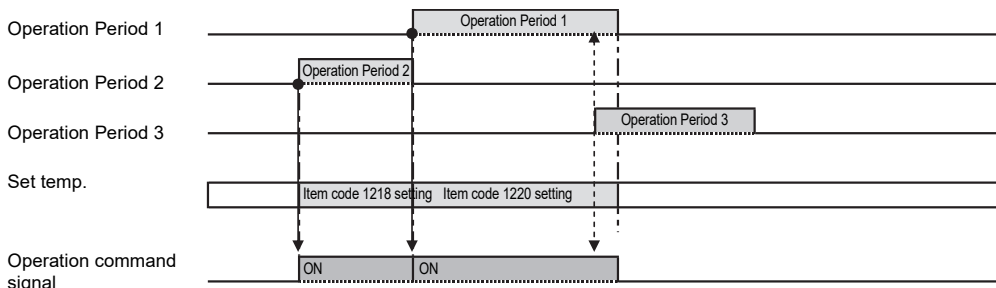 Operation Period 1
Operation Period 1
Operation Period 2
Operation Period 2
Operation Period 3
Operation Period 3
Set temp.
Item code 1218 setting Item code 1220 setting
Operation command
signal
ON ON